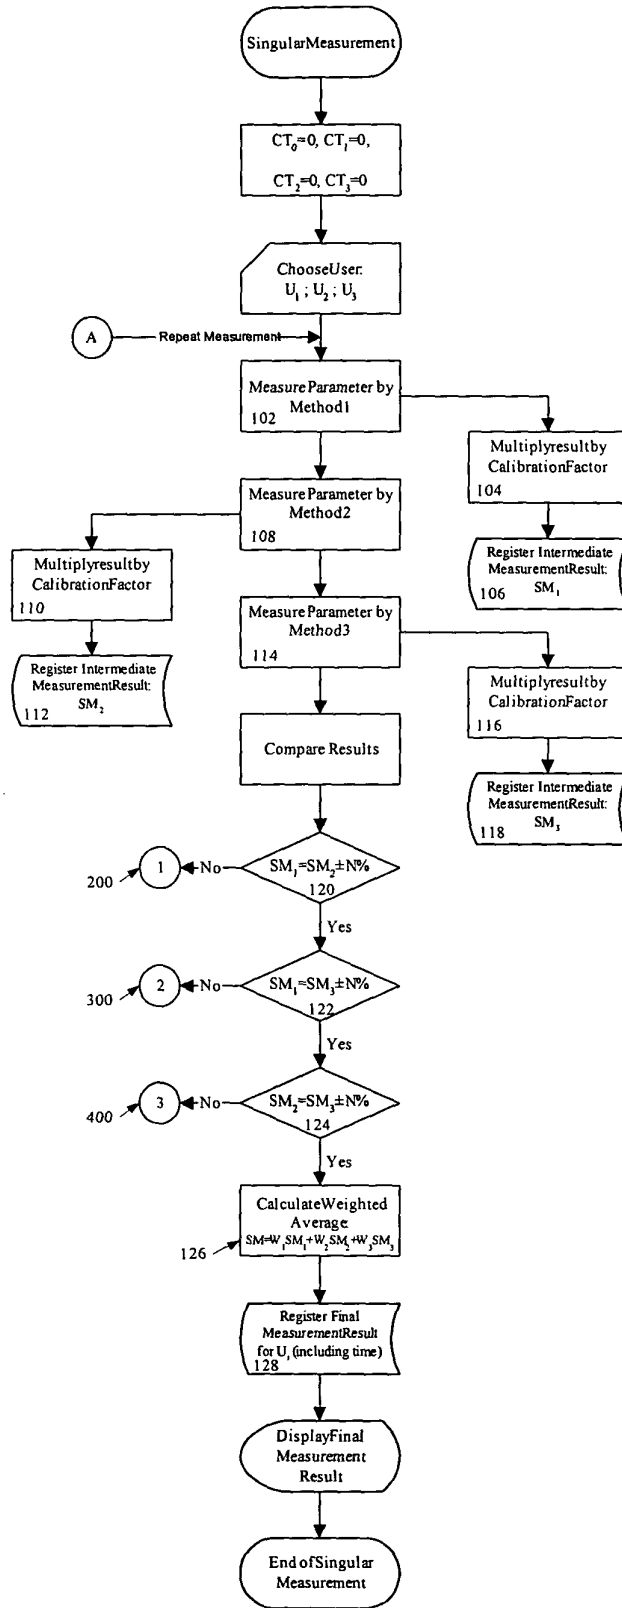 SingularMeasurement
CT0=0, CT1=0,
CT2=0, CT3=0
ChooseUser:
U1 ; U2 ; U3
A
Repeat Measurement
Measure Parameter by
Method1
102
Multiplyresultby
CalibrationFactor
104
Register Intermediate
MeasurementResult:
SM1
106
Measure Parameter by
Method2
108
Multiplyresultby
CalibrationFactor
110
Register Intermediate
MeasurementResult:
SM2
112
Measure Parameter by
Method3
114
Multiplyresultby
CalibrationFactor
116
Register Intermediate
MeasurementResult:
SM3
118
Compare Results
SM1=SM2±N%
120
No
1
200
Yes
SM1=SM3±N%
122
No
2
300
Yes
SM2=SM3±N%
124
No
3
400
Yes
CalculateWeighted
Average:
SM=W1SM1+W2SM2+W3SM3
126
Register Final
MeasurementResult
for Ui (including time)
128
DisplayFinal
Measurement
Result
End ofSingular
Measurement